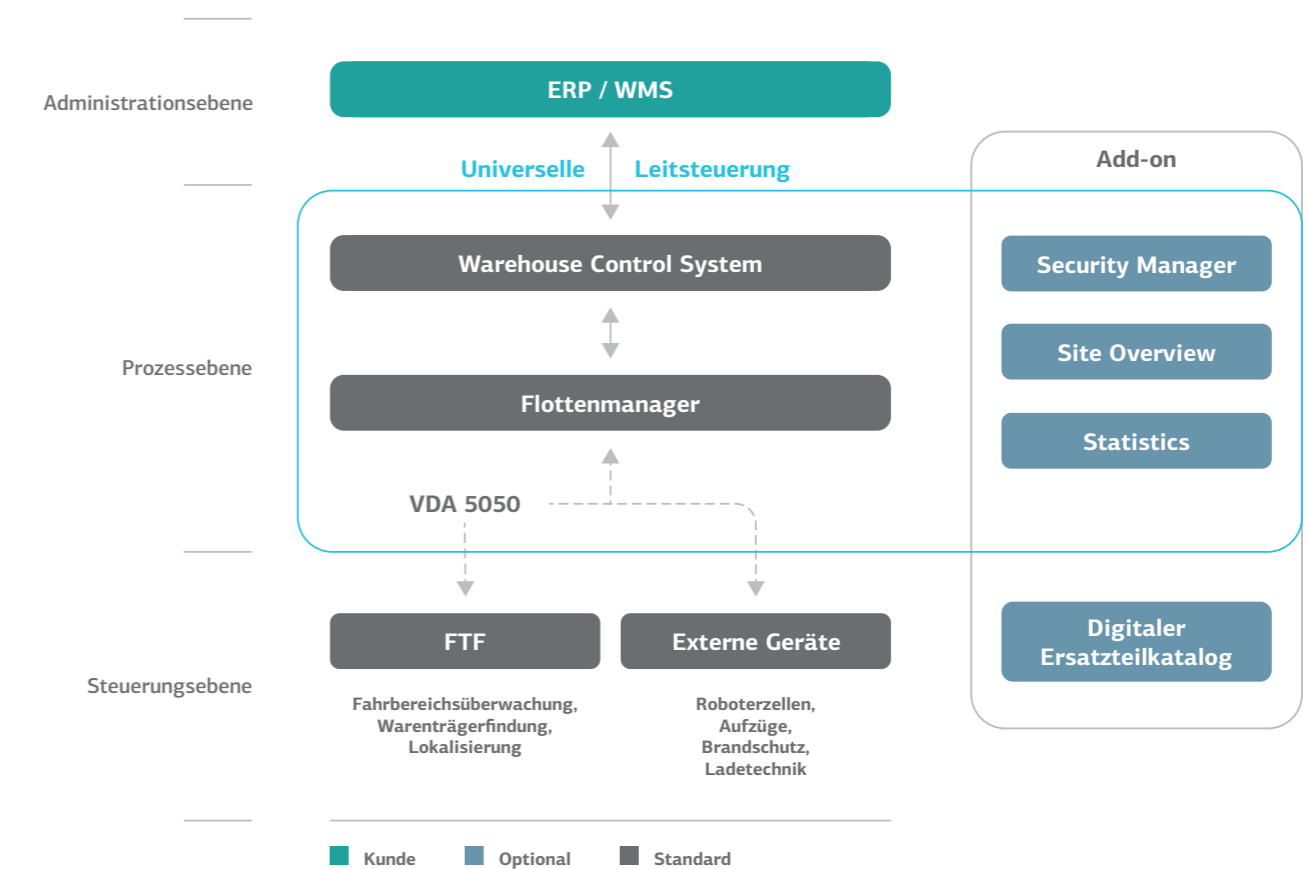 Administrationsebene
ERP / WMS
Universelle Leitsteuerung
Add-on
Prozessebene
Warehouse Control System
Flottenmanager
VDA 5050
Security Manager
Site Overview
Statistics
Steuerungsebene
FTF
Fahrbereichsüberwachung,
Warenträgerfindung,
Lokalisierung
Externe Geräte
Roboterzellen,
Aufzüge,
Brandschutz,
Ladetechnik
Digitaler
Ersatzteilkatalog
Kunde
Optional
Standard